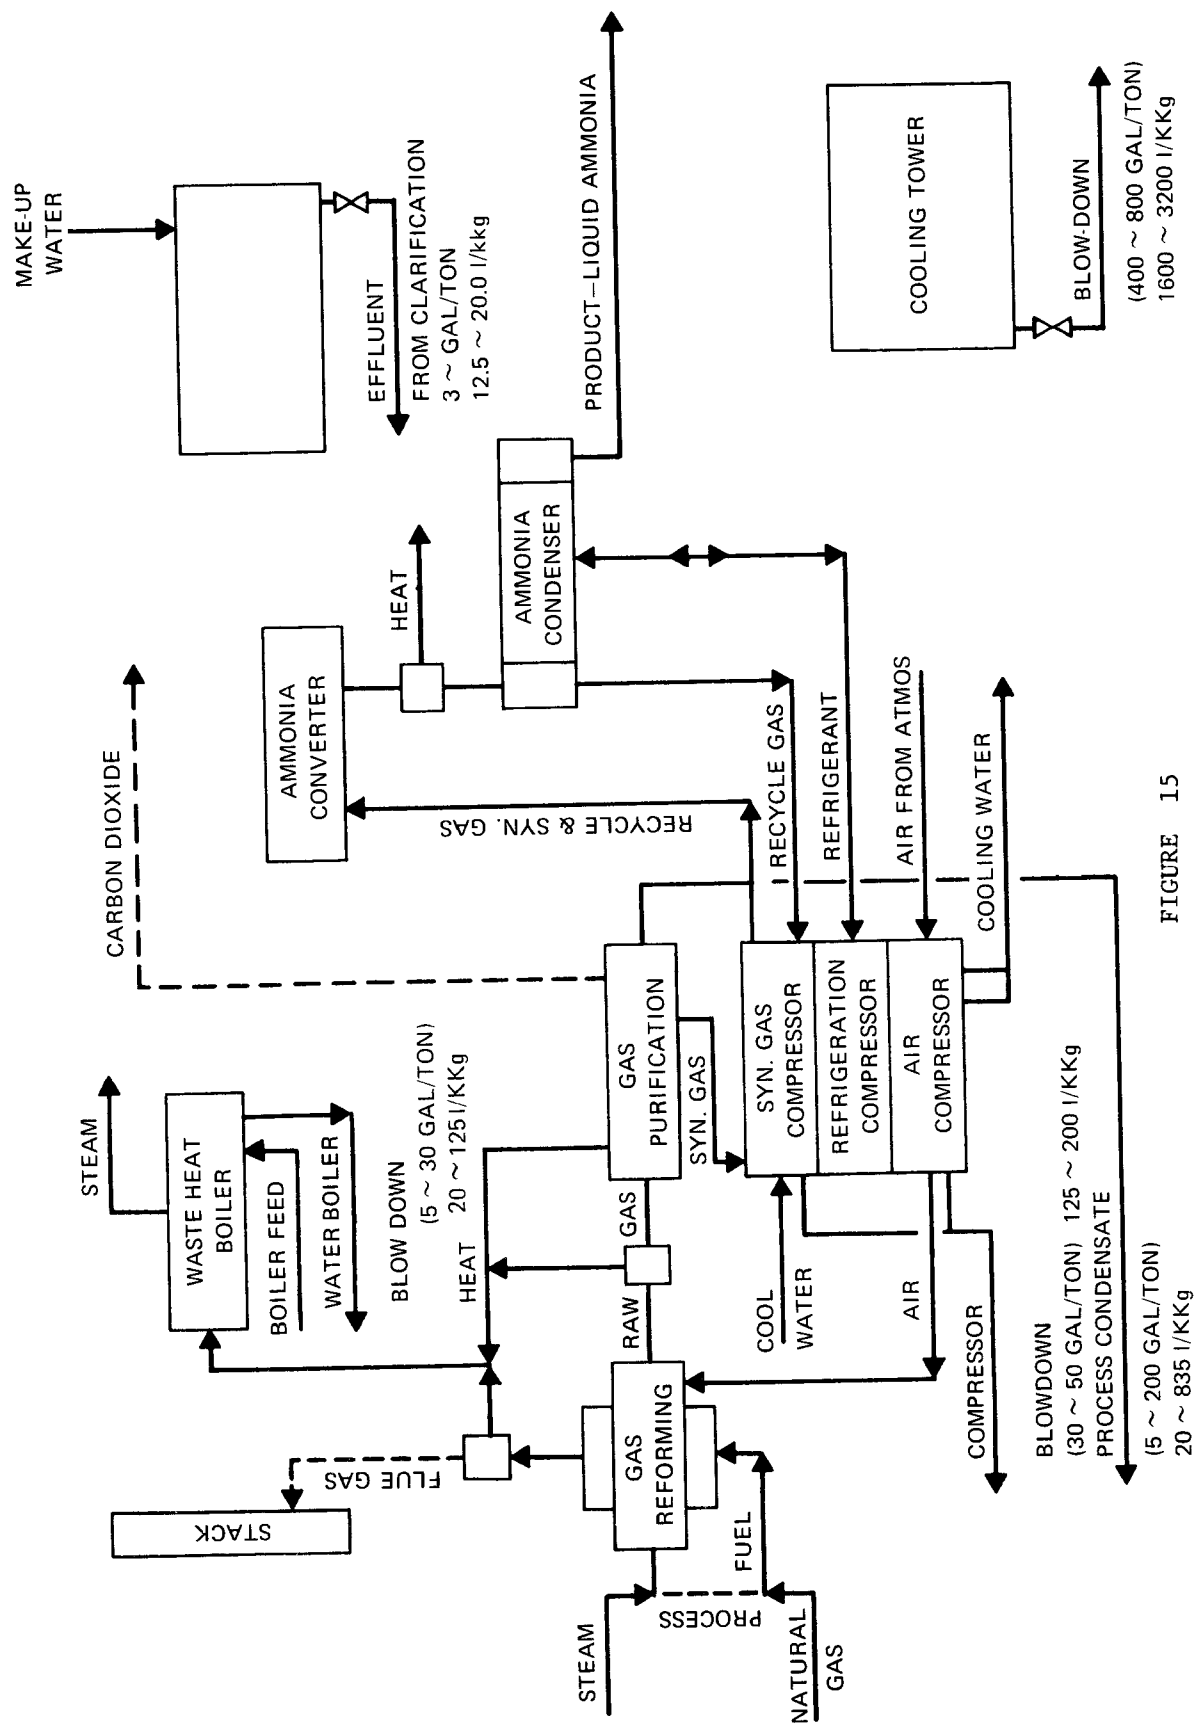 MAKE-UP
WATER
EFFLUENT
FROM CLARIFICATION
3 ~ GAL/TON
12.5 ~ 20.0 l/kkg
PRODUCT–LIQUID AMMONIA
COOLING TOWER
BLOW-DOWN
(400 ~ 800 GAL/TON)
1600 ~ 3200 l/KKg
CARBON DIOXIDE
AMMONIA
CONVERTER
HEAT
AMMONIA
CONDENSER
RECYCLE & SYN. GAS
RECYCLE GAS
REFRIGERANT
AIR FROM ATMOS
COOLING WATER
STEAM
WASTE HEAT
BOILER
BOILER FEED
WATER BOILER
BLOW DOWN
(5 ~ 30 GAL/TON)
20 ~ 125 l/KKg
HEAT
GAS
PURIFICATION
SYN. GAS
SYN. GAS
COMPRESSOR
REFRIGERATION
COMPRESSOR
AIR
COMPRESSOR
STACK
FLUE GAS
GAS
REFORMING
RAW
GAS
STEAM
PROCESS
FUEL
NATURAL
GAS
COOL
WATER
AIR
COMPRESSOR
BLOWDOWN
(30 ~ 50 GAL/TON) 125 ~ 200 l/KKg
PROCESS CONDENSATE
(5 ~ 200 GAL/TON)
20 ~ 835 l/KKg
FIGURE 15